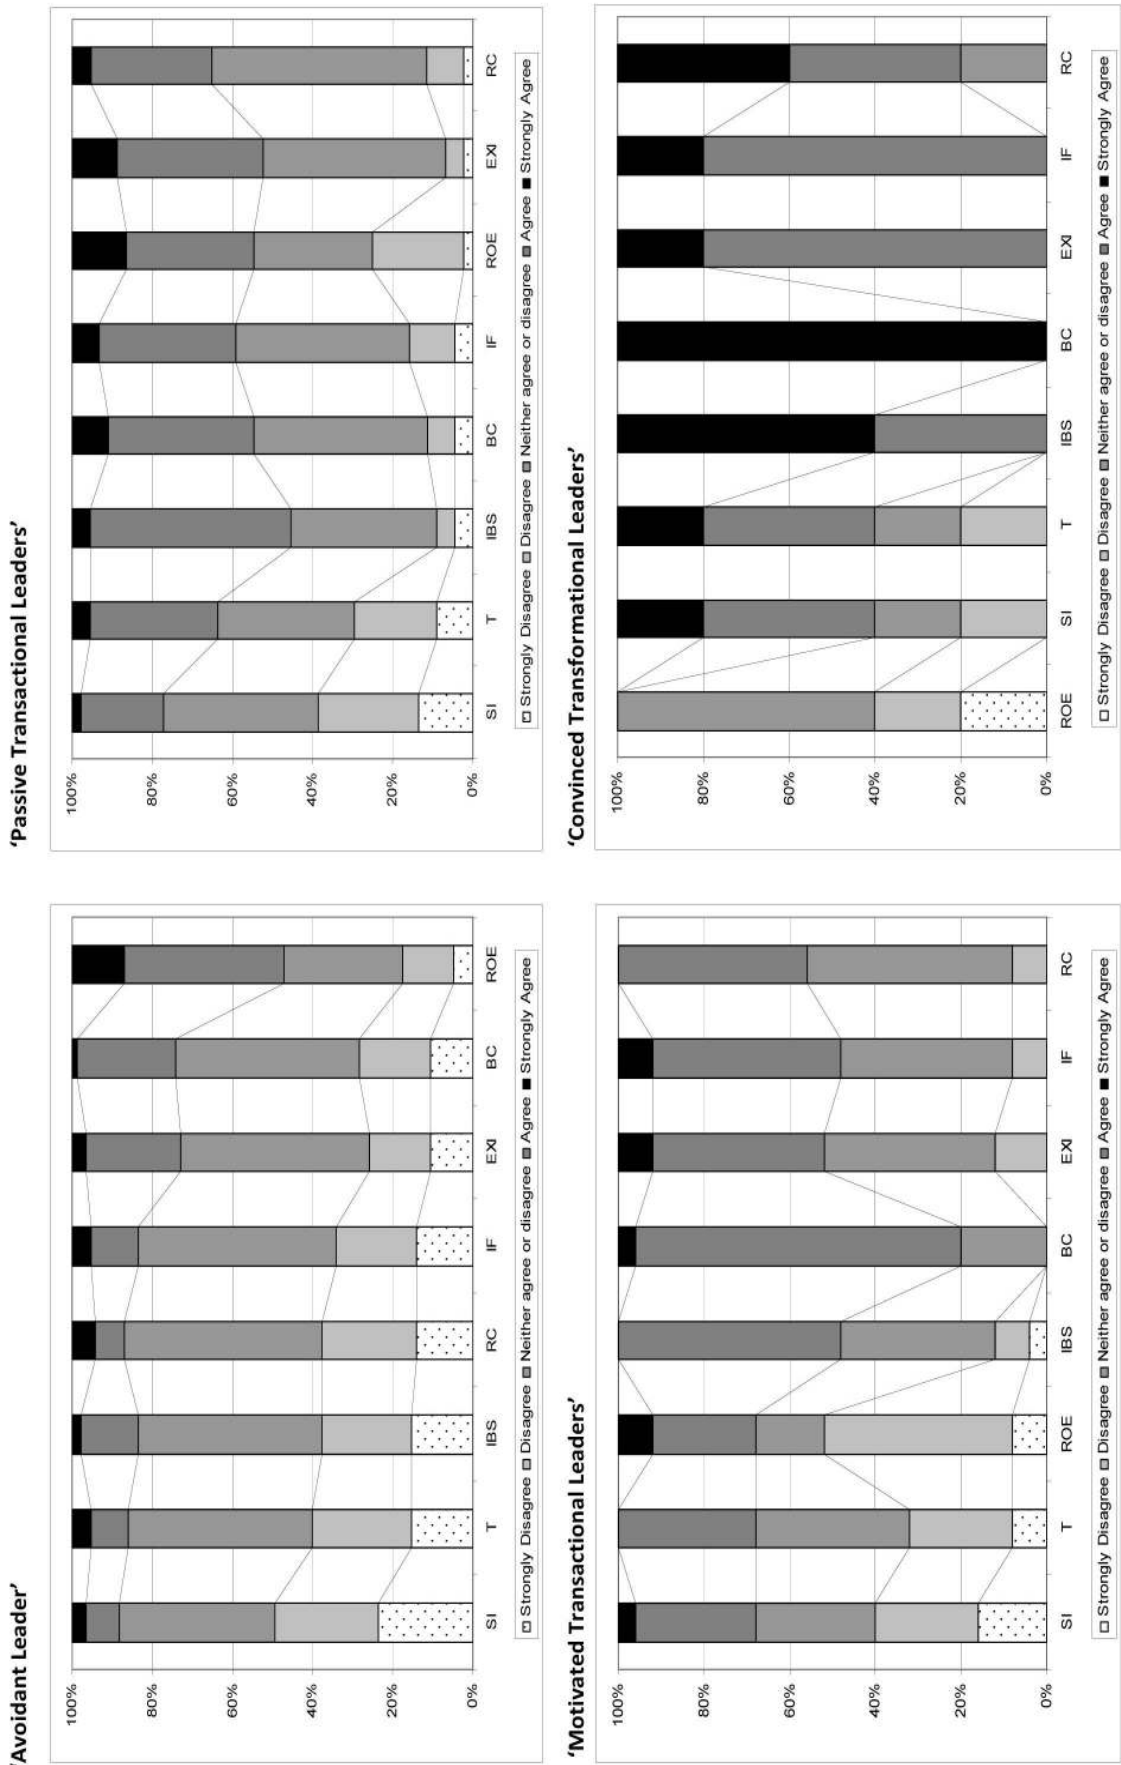 'Avoidant Leader'
100%
80%
60%
40%
20%
0%
SI T IBS RC IF EXI BC ROE
Strongly Disagree Disagree Neither agree or disagree Agree Strongly Agree
'Passive Transactional Leaders'
100%
80%
60%
40%
20%
0%
SI T IBS BC IF ROE EXI RC
Strongly Disagree Disagree Neither agree or disagree Agree Strongly Agree
'Motivated Transactional Leaders'
100%
80%
60%
40%
20%
0%
SI T ROE IBS BC EXI IF RC
Strongly Disagree Disagree Neither agree or disagree Agree Strongly Agree
'Convinced Transformational Leaders'
100%
80%
60%
40%
20%
0%
ROE SI T IBS BC EXI IF RC
Strongly Disagree Disagree Neither agree or disagree Agree Strongly Agree